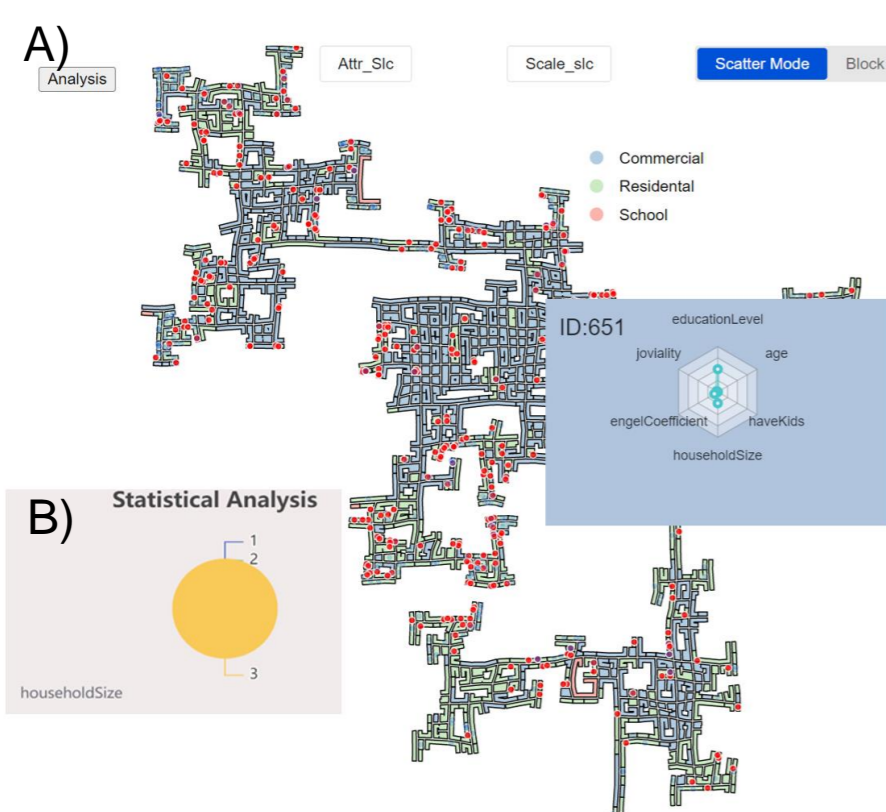 A)
Analysis
Attr_Slc
Scale_slc
Scatter Mode
Block
Commercial
Residental
School
ID:651
educationLevel
joviality
age
engelCoefficient
haveKids
householdSize
B)
Statistical Analysis
1
2
3
householdSize